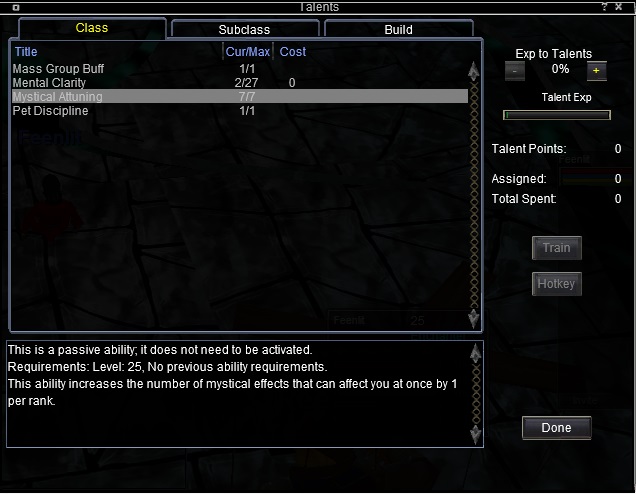 Talents
? ×
Class
Subclass
Build
Title Cur/Max Cost
Mass Group Buff 1/1
Mental Clarity 2/27 0
Mystical Attuning 7/7
Pet Discipline 1/1
Exp to Talents
- 0% +
Talent Exp
Talent Points: 0
Assigned: 0
Total Spent: 0
Train
Hotkey
25
This is a passive ability; it does not need to be activated.
Requirements: Level: 25, No previous ability requirements.
This ability increases the number of mystical effects that can affect you at once by 1
per rank.
Done